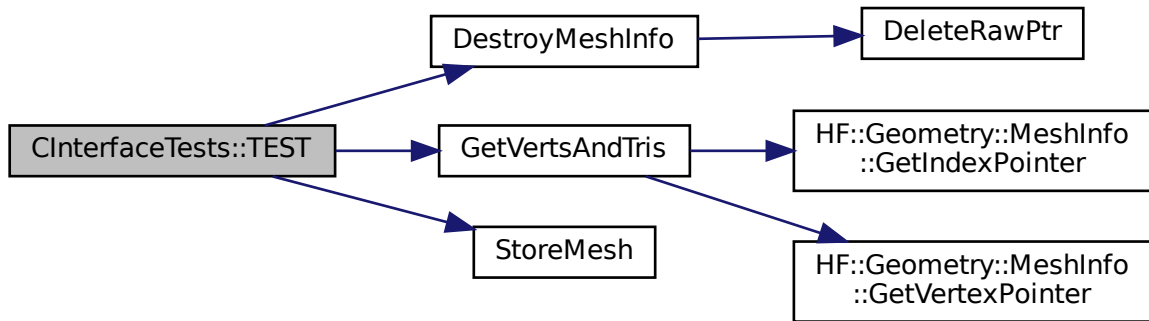 CInterfaceTests::TEST
DestroyMeshInfo
DeleteRawPtr
GetVertsAndTris
HF::Geometry::MeshInfo
::GetIndexPointer
HF::Geometry::MeshInfo
::GetVertexPointer
StoreMesh